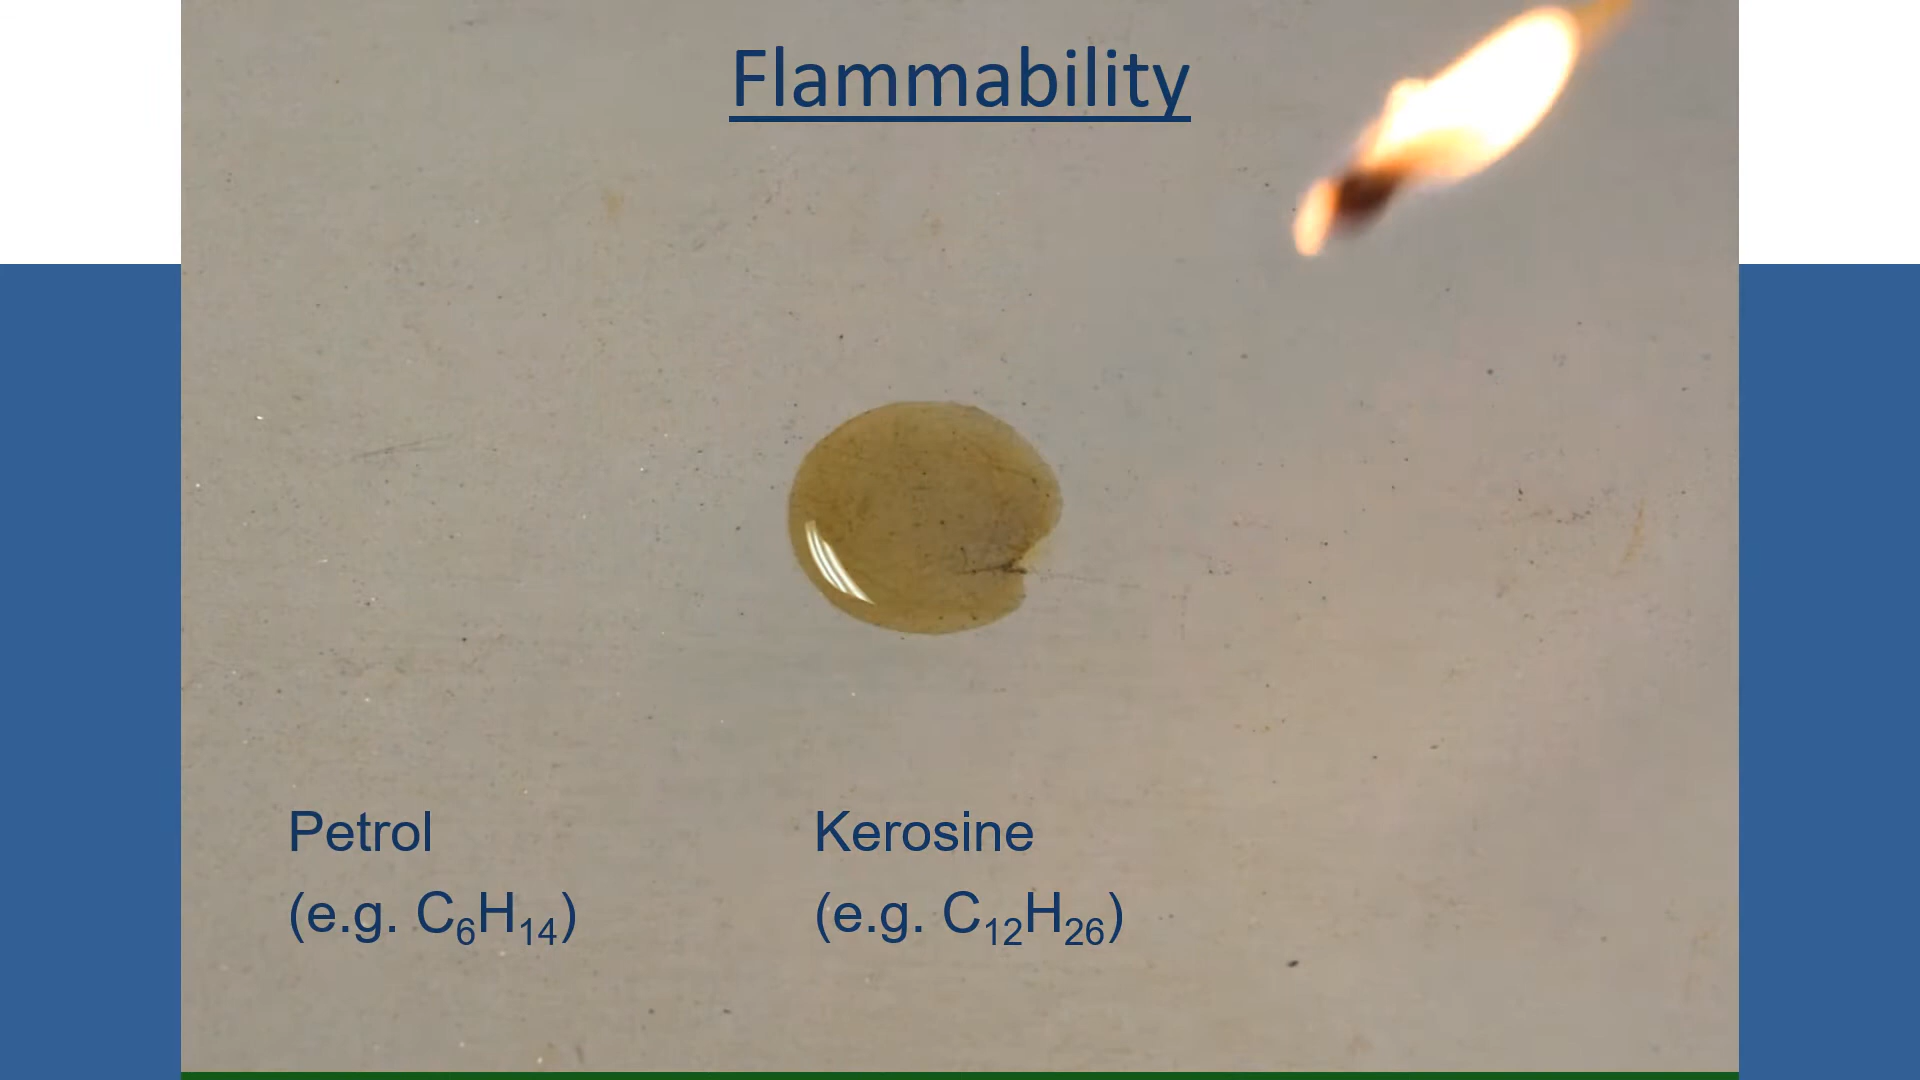 Flammability
Petrol
Kerosine
(e.g. C₆H₁₄)
(e.g. C₁₂H₂₆)